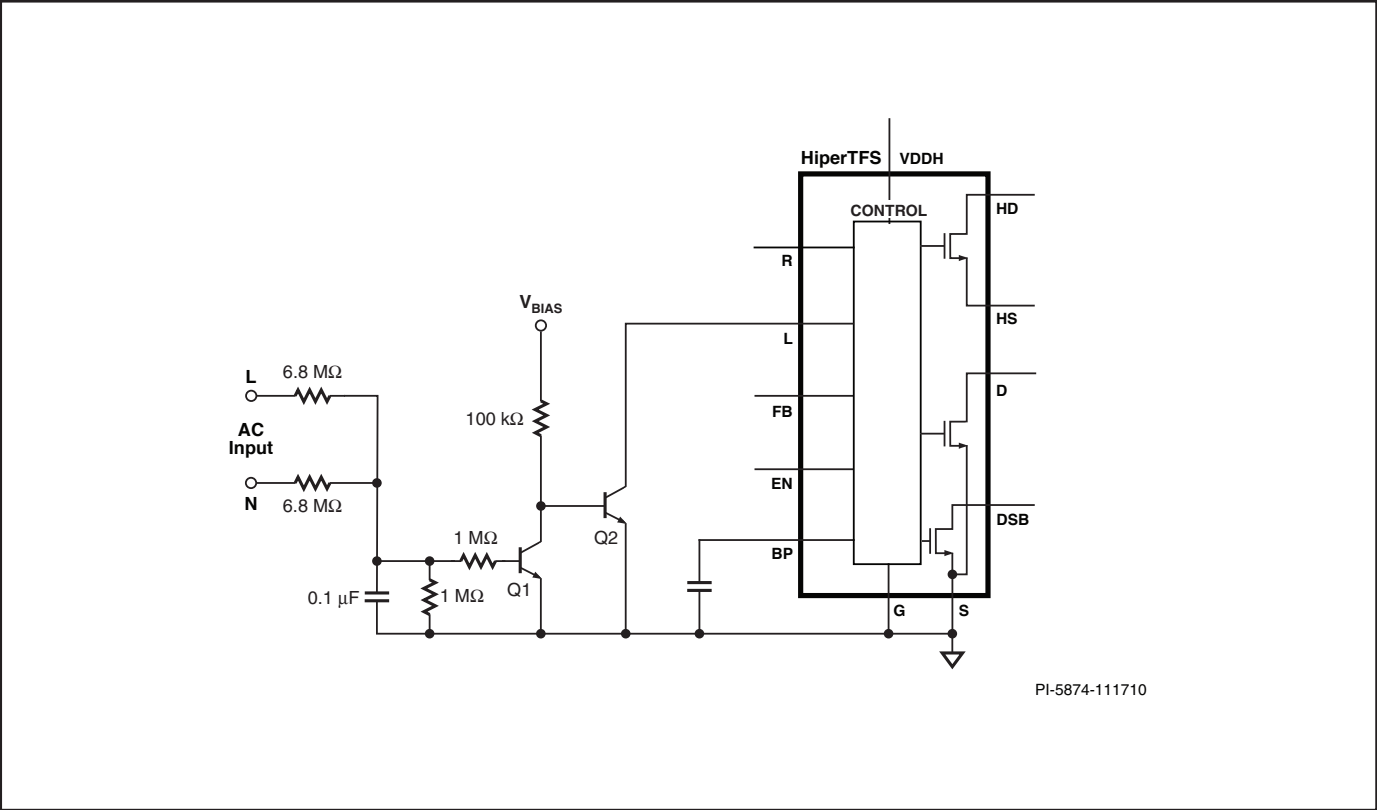 HiperTFS
VDDH
CONTROL
HD
R
HS
V_BIAS
L
L
6.8 MΩ
D
FB
100 kΩ
AC
Input
EN
N
6.8 MΩ
DSB
1 MΩ
Q2
BP
0.1 µF
1 MΩ
Q1
G
S
PI-5874-111710